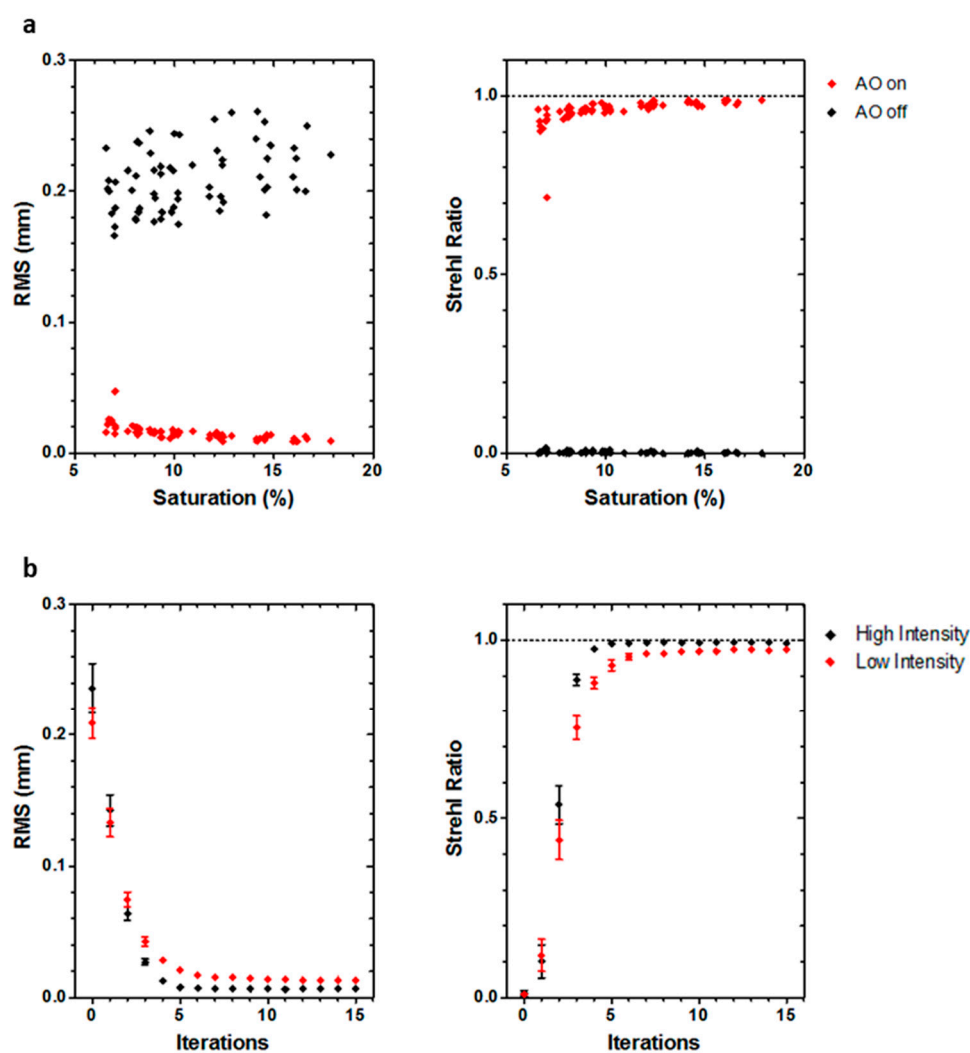 a
0.3
0.2
0.1
0.0
RMS (mm)
5 10 15 20
Saturation (%)
1.0
0.5
0.0
Strehl Ratio
5 10 15 20
Saturation (%)
AO on
AO off
b
0.3
0.2
0.1
0.0
RMS (mm)
0 5 10 15
Iterations
1.0
0.5
0.0
Strehl Ratio
0 5 10 15
Iterations
High Intensity
Low Intensity